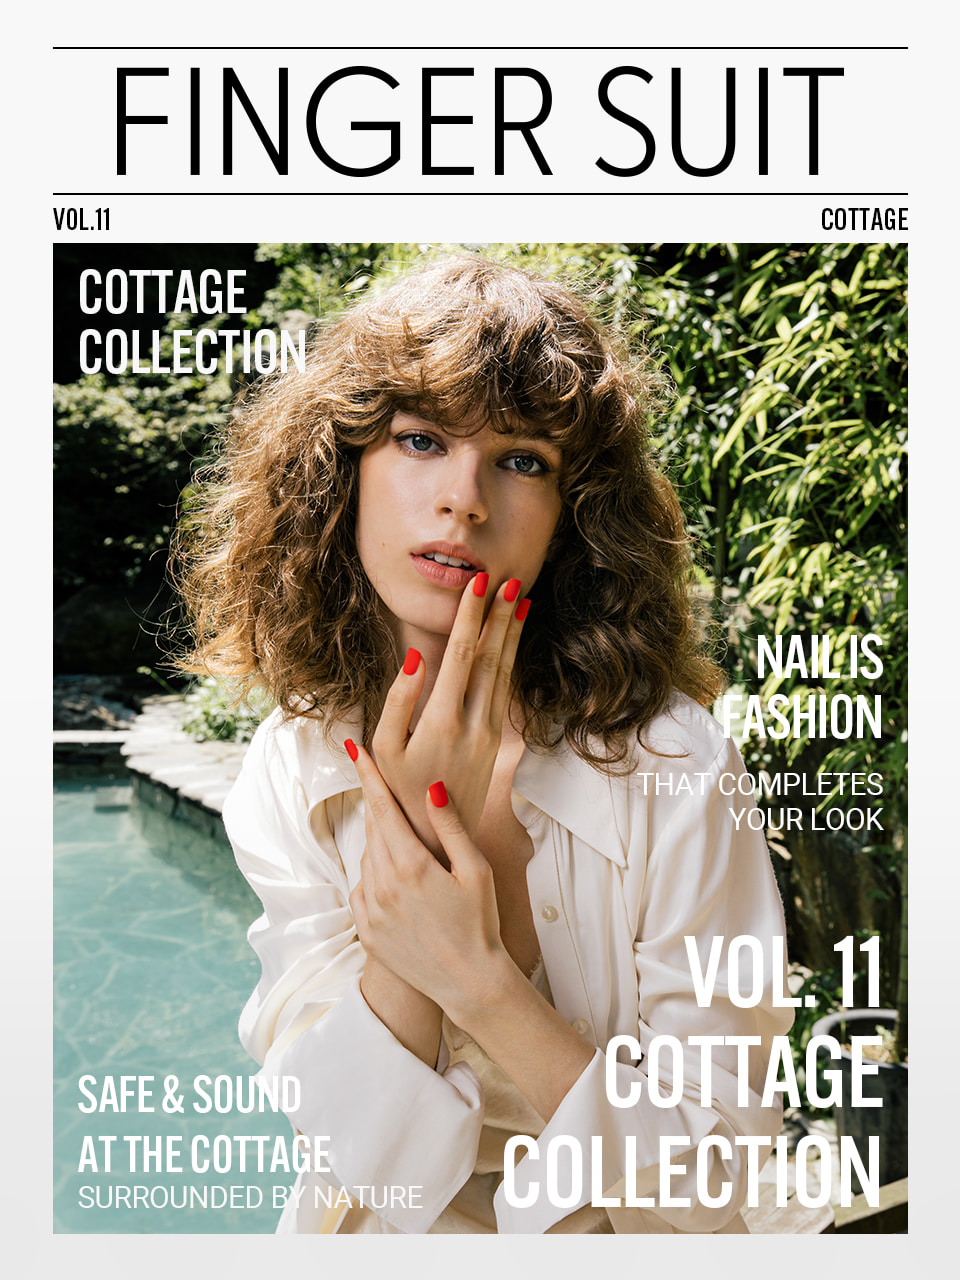 FINGER SUIT
VOL.11
COTTAGE
COTTAGE
COLLECTION
NAIL IS
FASHION
THAT COMPLETES
YOUR LOOK
VOL. 11
COTTAGE
COLLECTION
SAFE & SOUND
AT THE COTTAGE
SURROUNDED BY NATURE